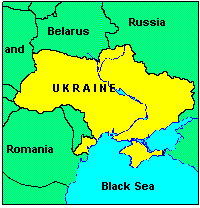 Russia
Belarus
and
UKRAINE
Romania
Black Sea